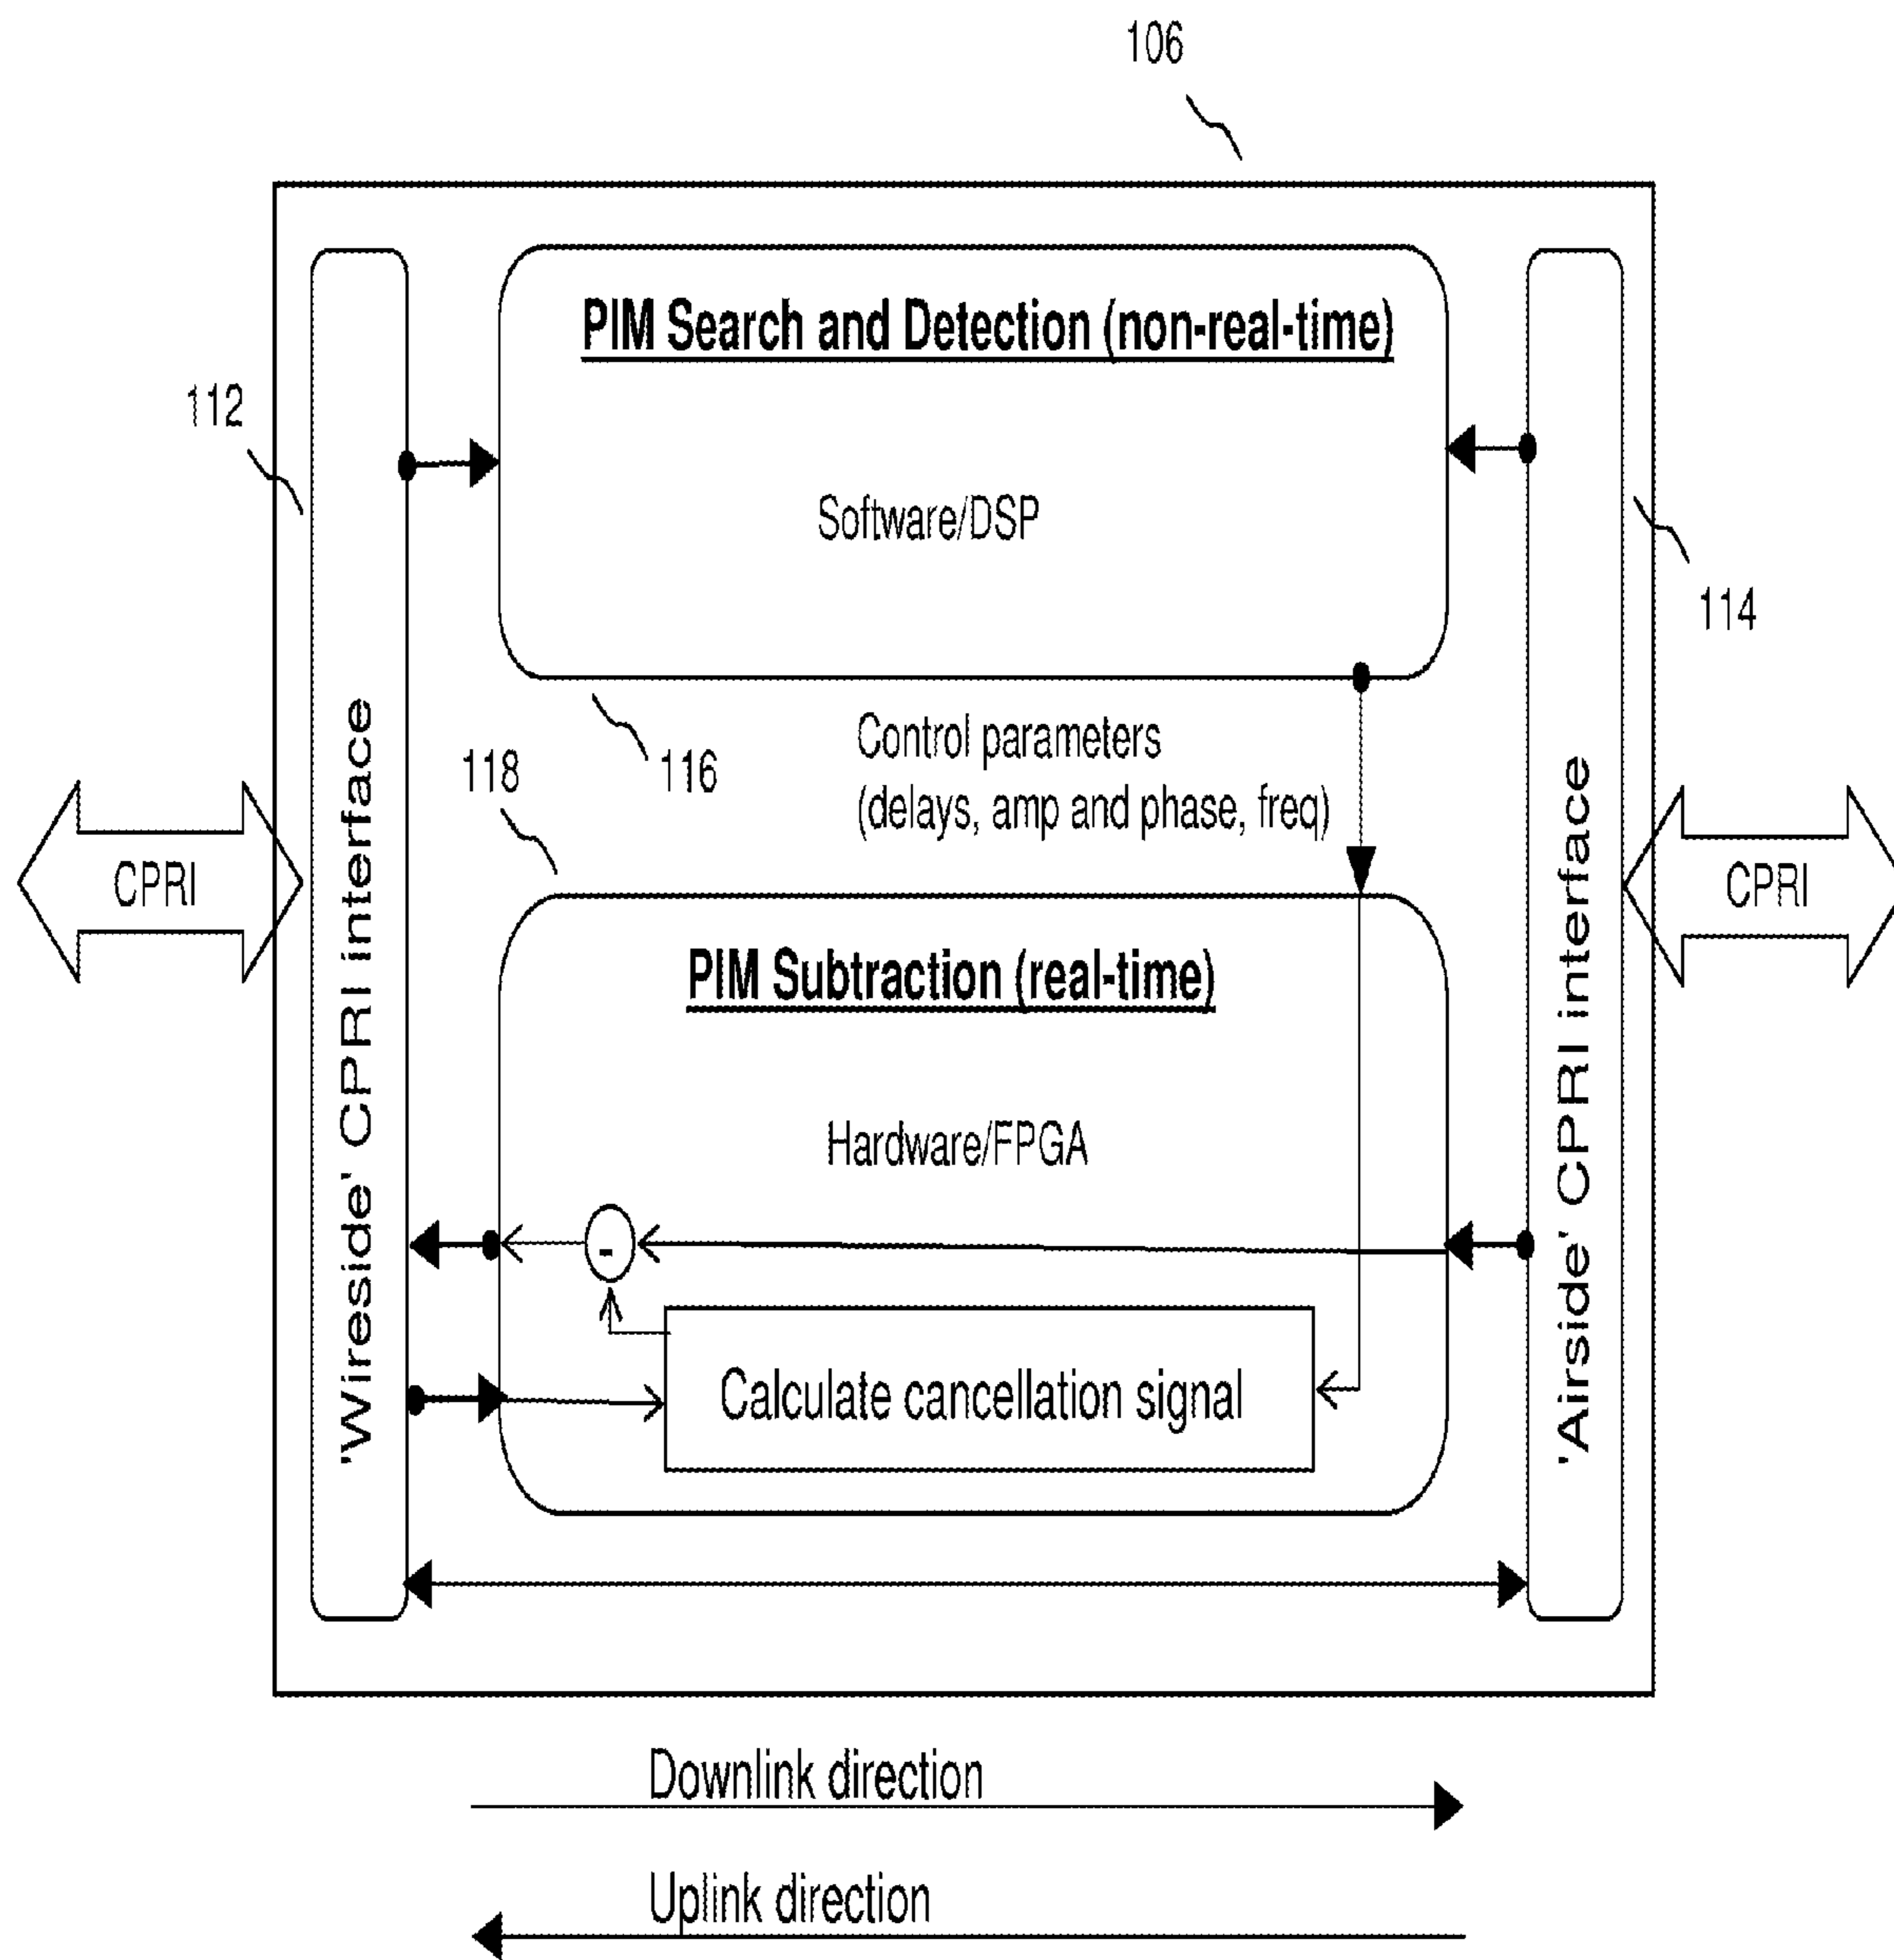 106
PIM Search and Detection (non-real-time)
112
Software/DSP
114
Control parameters
(delays, amp and phase, freq)
116
118
'Wireside' CPRI interface
'Airside' CPRI interface
CPRI
CPRI
PIM Subtraction (real-time)
Hardware/FPGA
-
Calculate cancellation signal
Downlink direction
Uplink direction